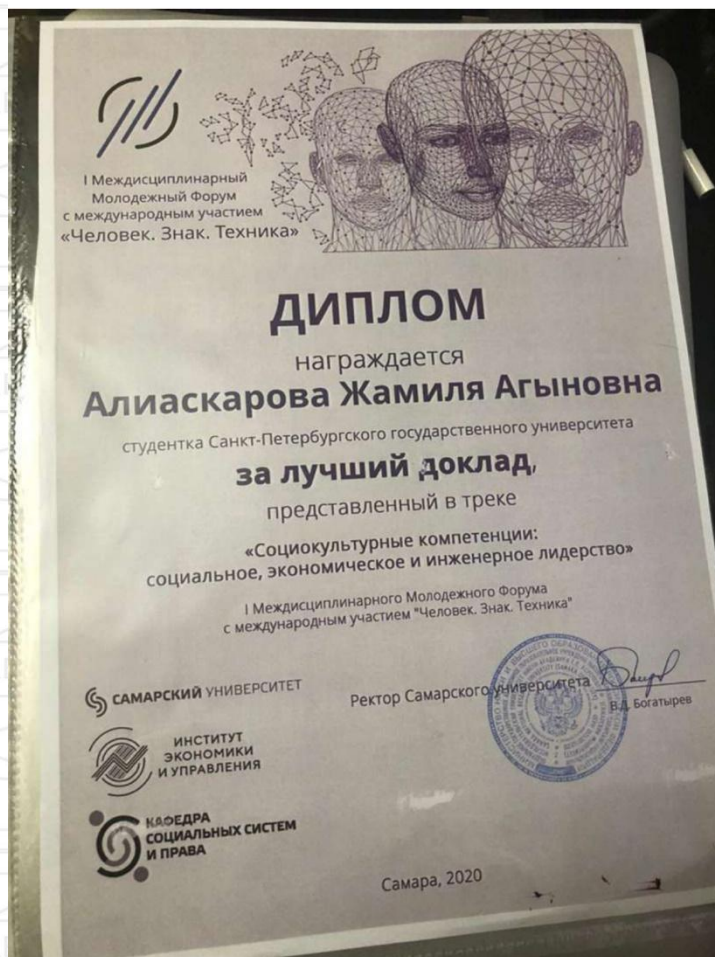 I Междисциплинарный
Молодежный Форум
с международным участием
«Человек. Знак. Техника»
ДИПЛОМ
награждается
Алиаскарова Жамиля Агыновна
студентка Санкт-Петербургского государственного университета
за лучший доклад,
представленный в треке
«Социокультурные компетенции:
социальное, экономическое и инженерное лидерство»
I Междисциплинарного Молодежного Форума
с международным участием "Человек. Знак. Техника"
САМАРСКИЙ УНИВЕРСИТЕТ
Ректор Самарского университета
В.Д. Богатырев
ИНСТИТУТ
ЭКОНОМИКИ
И УПРАВЛЕНИЯ
КАФЕДРА
СОЦИАЛЬНЫХ СИСТЕМ
И ПРАВА
Самара, 2020